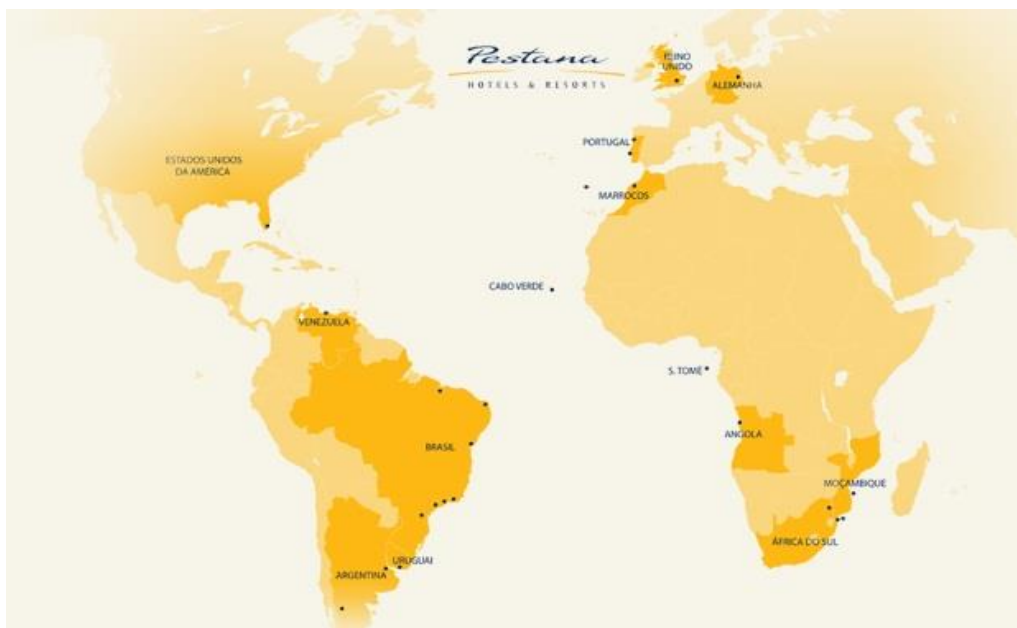 Pestana
HOTELS & RESORTS
REINO
UNIDO
ALEMANHA
PORTUGAL
ESTADOS UNIDOS
DA AMÉRICA
MARROCOS
CABO VERDE
VENEZUELA
S. TOMÉ
BRASIL
ANGOLA
MOÇAMBIQUE
ÁFRICA DO SUL
URUGUAI
ARGENTINA